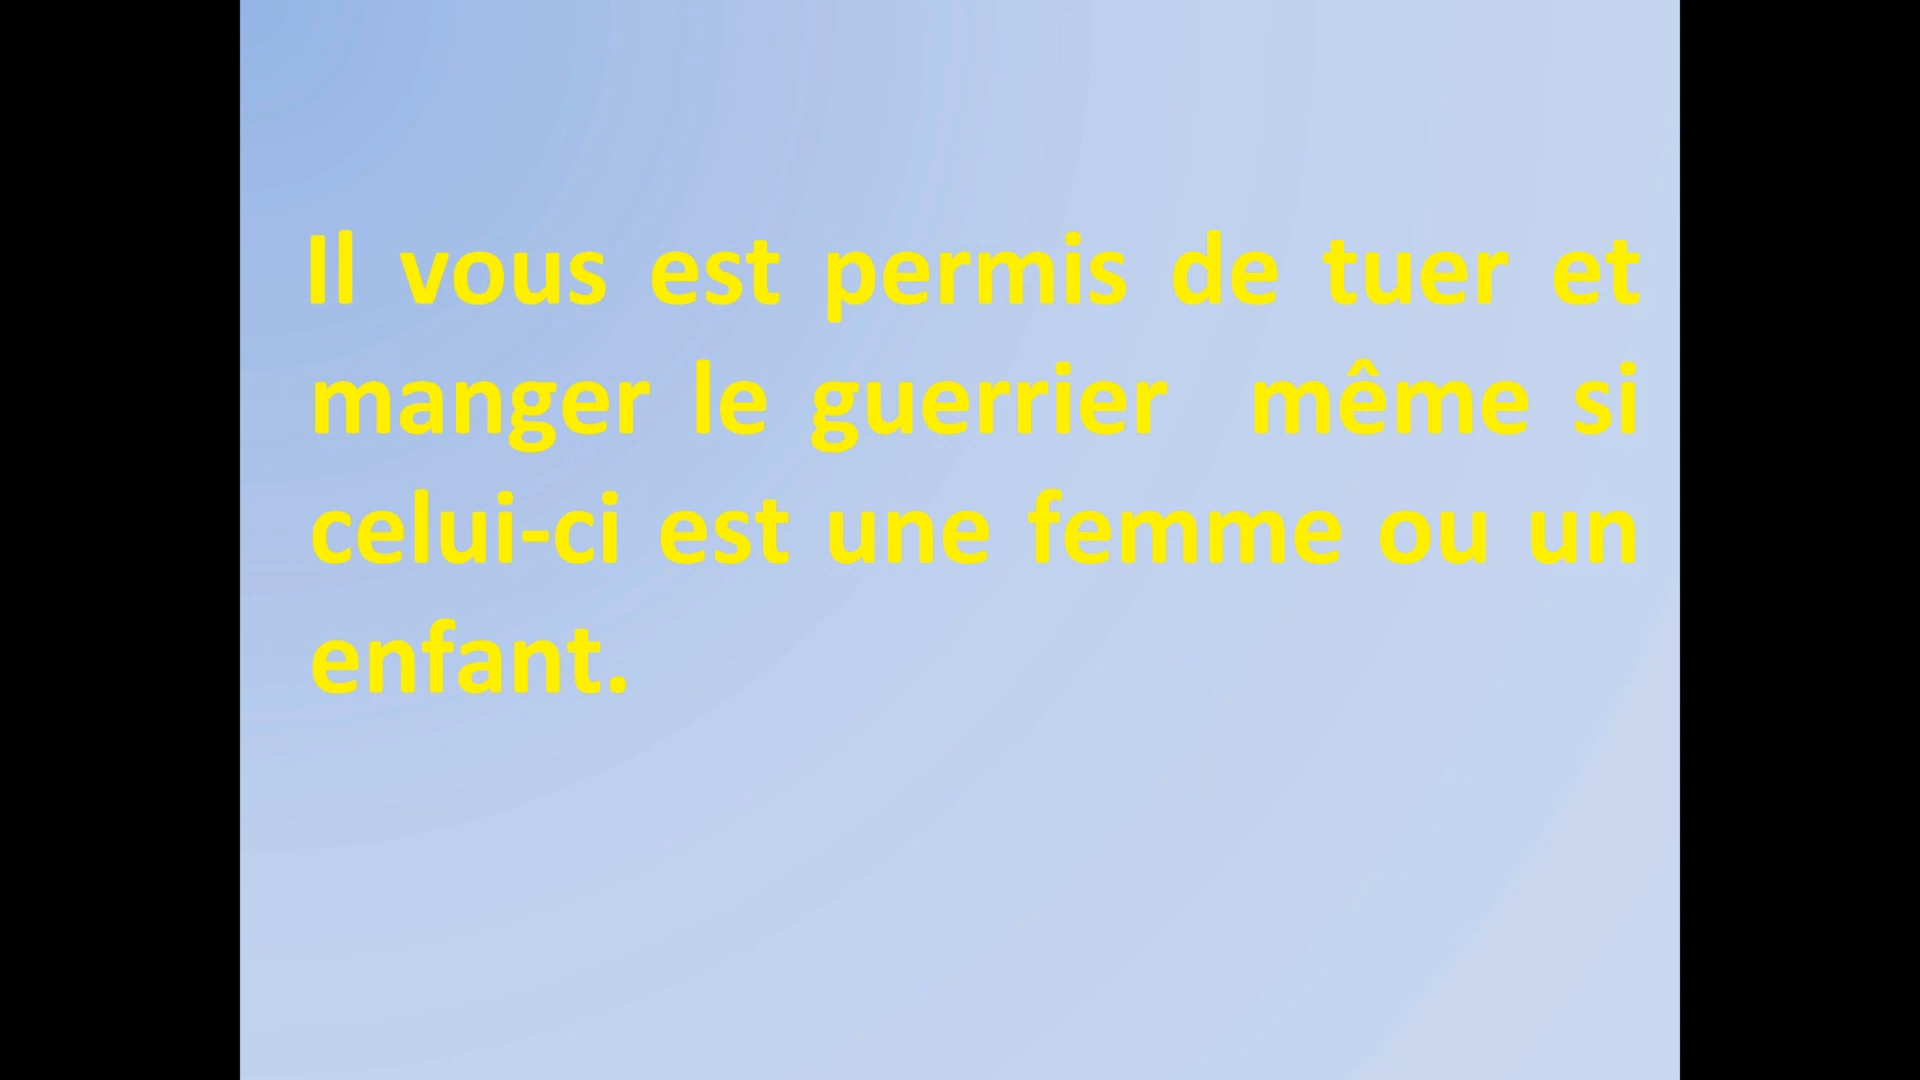 Il vous est permis de tuer et
manger le guerrier même si
celui-ci est une femme ou un
enfant.